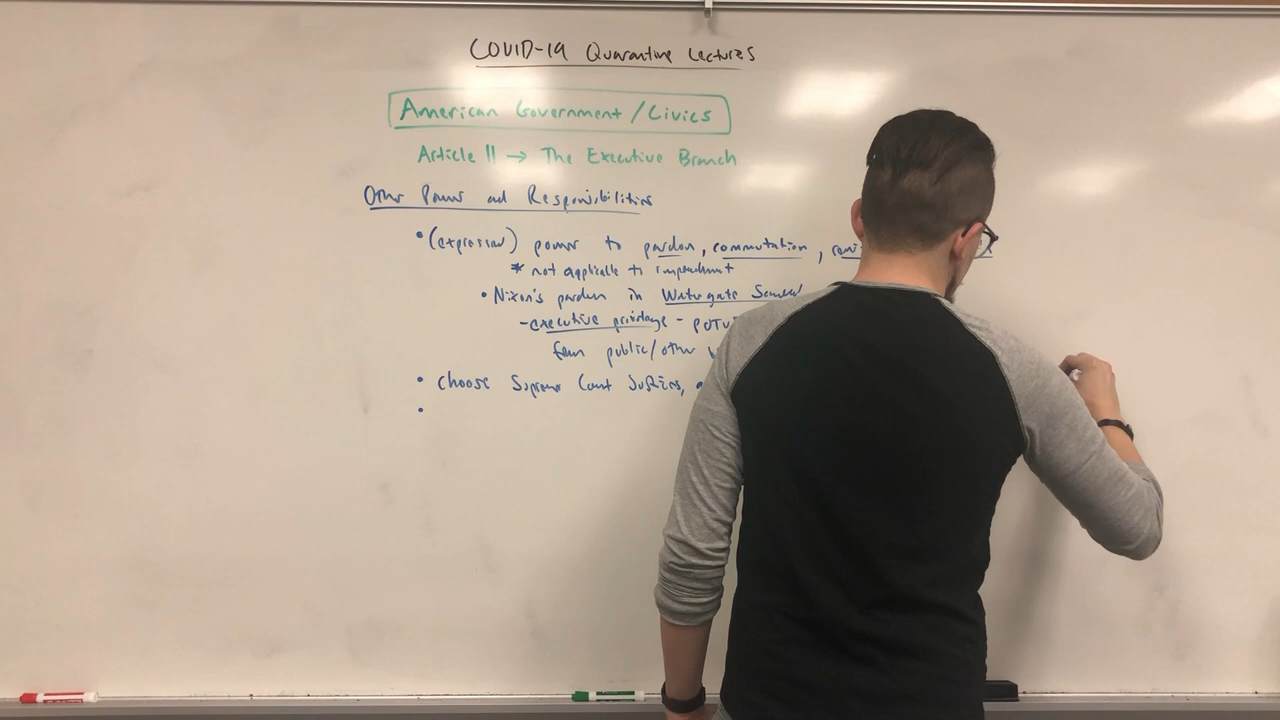 COVID-19 Quarantine Lectures
American Government/Civics
Article II → The Executive Branch
Other Powers and Responsibilities
• (expressed) power to pardon, commutation,
* not applicable to impeachment
• Nixon's pardon in Watergate Scandal
- executive privilege - POTU
from public/other
• choose Supreme Court Justices,
•